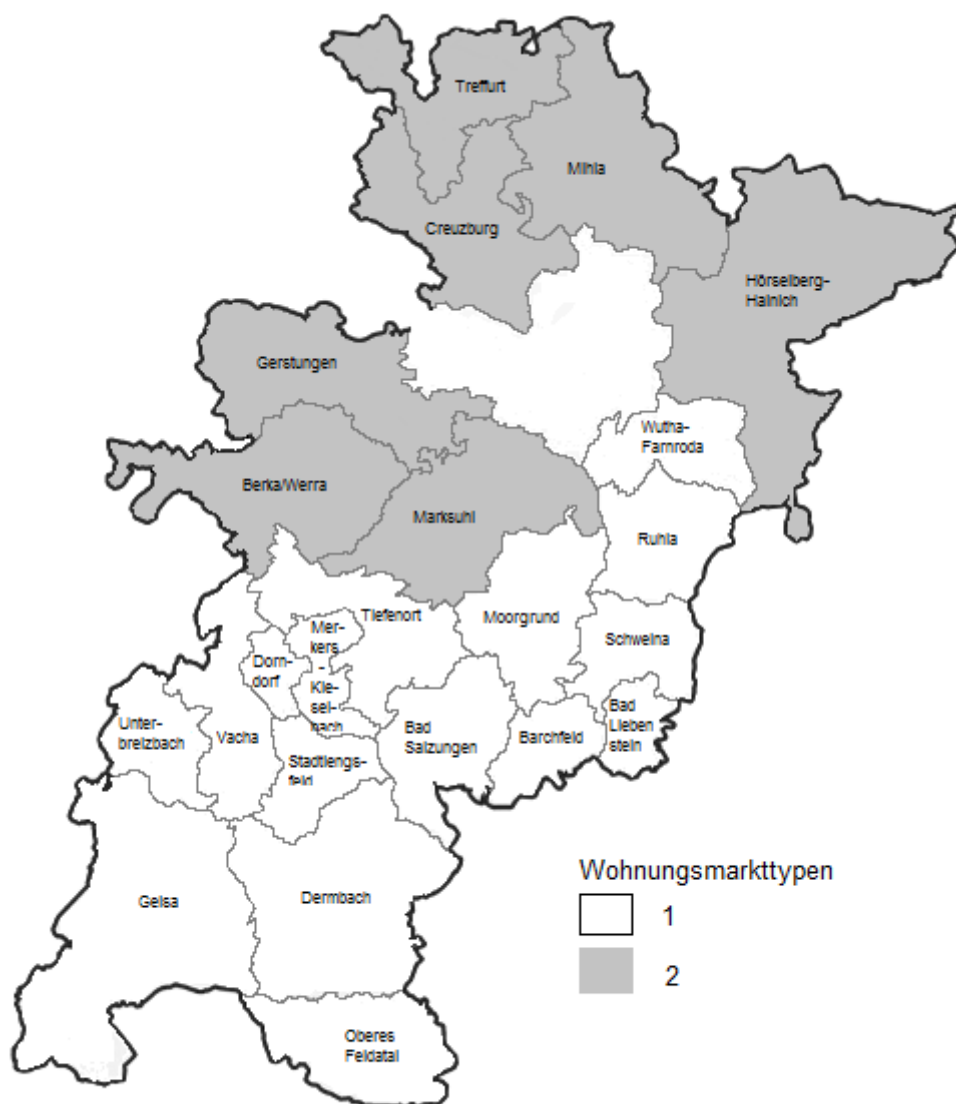 Treffurt
Mihla
Creuzburg
Hörselberg-
Hainich
Gerstungen
Wutha-
Farnroda
Berka/Werra
Marksuhl
Ruhla
Tiefenort
Moorgrund
Mer-
kers
-
Kie-
sel-
bach
Schweina
Dorn-
dorf
Unter-
breizbach
Vacha
Bad
Salzungen
Barchfeld
Bad
Lieben
stein
Stadtlengs-
feld
Geisa
Dermbach
Oberes
Feldatal
Wohnungsmarkttypen
1
2